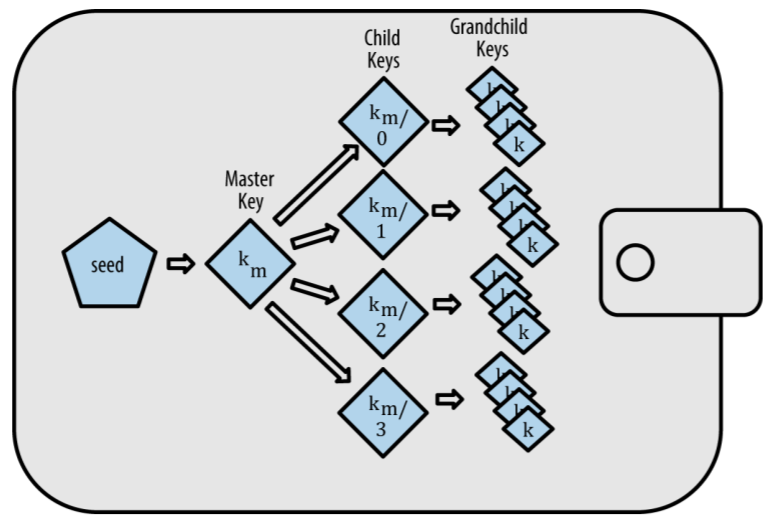 Child
Keys
Grandchild
Keys
Master
Key
seed
km
km/
0
km/
1
km/
2
km/
3
k
k
k
k